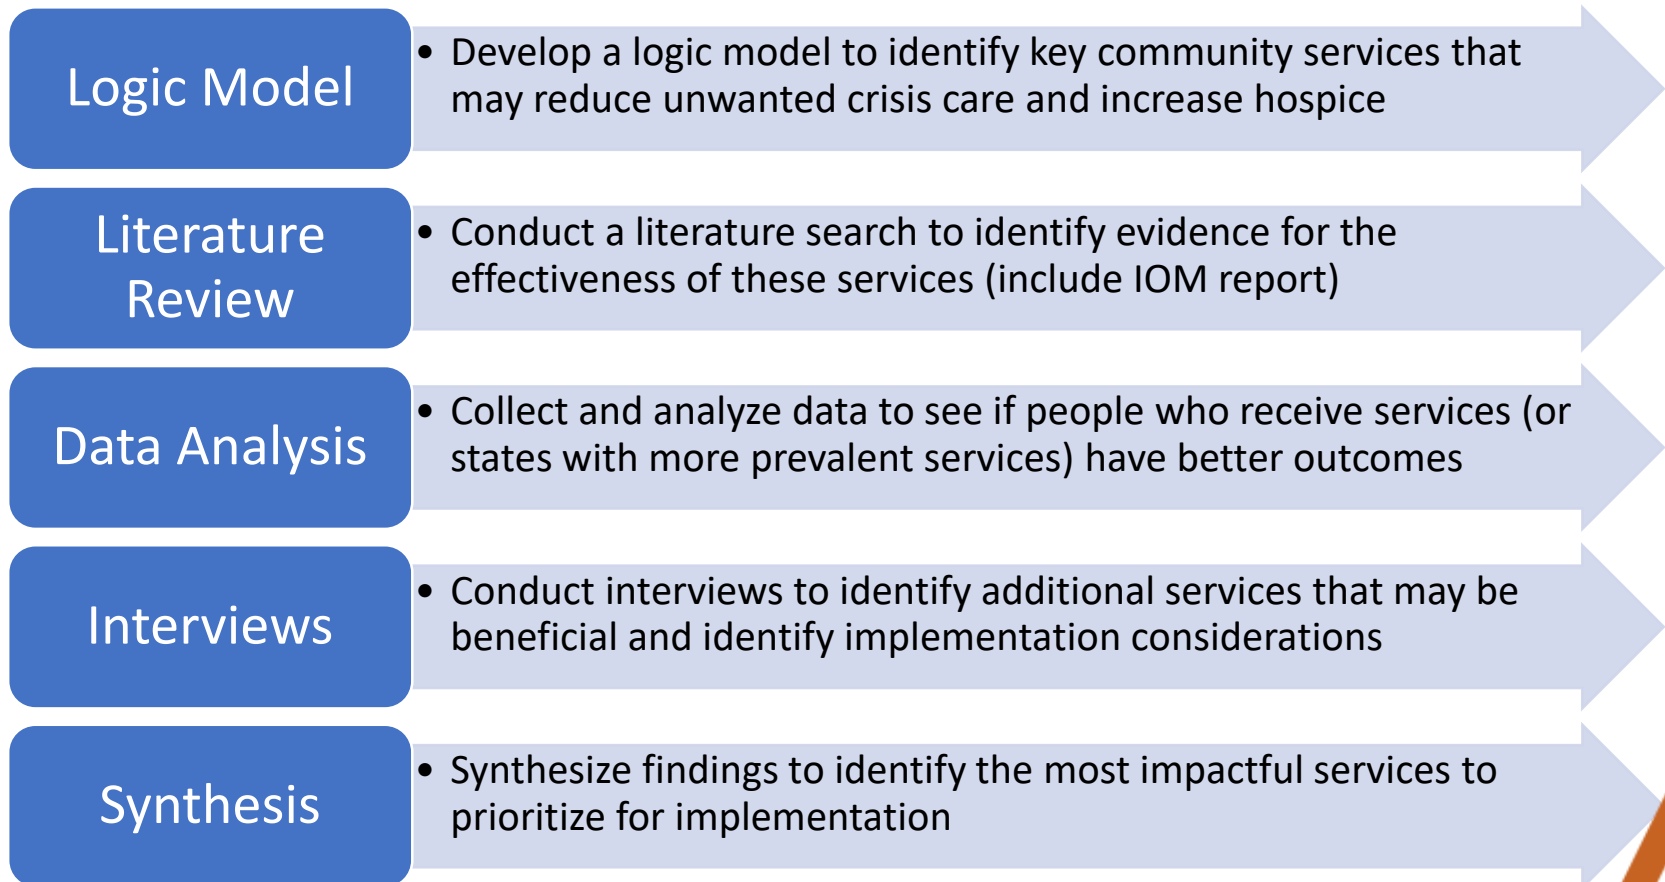 Logic Model
• Develop a logic model to identify key community services that
may reduce unwanted crisis care and increase hospice
Literature
Review
• Conduct a literature search to identify evidence for the
effectiveness of these services (include IOM report)
Data Analysis
• Collect and analyze data to see if people who receive services (or
states with more prevalent services) have better outcomes
Interviews
• Conduct interviews to identify additional services that may be
beneficial and identify implementation considerations
Synthesis
• Synthesize findings to identify the most impactful services to
prioritize for implementation